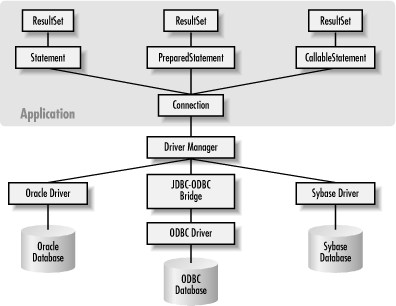 ResultSet
ResultSet
ResultSet
Statement
PreparedStatement
CallableStatement
Connection
Application
Driver Manager
Oracle Driver
JDBC-ODBC
Bridge
Sybase Driver
ODBC Driver
Oracle
Database
Sybase
Database
ODBC
Database